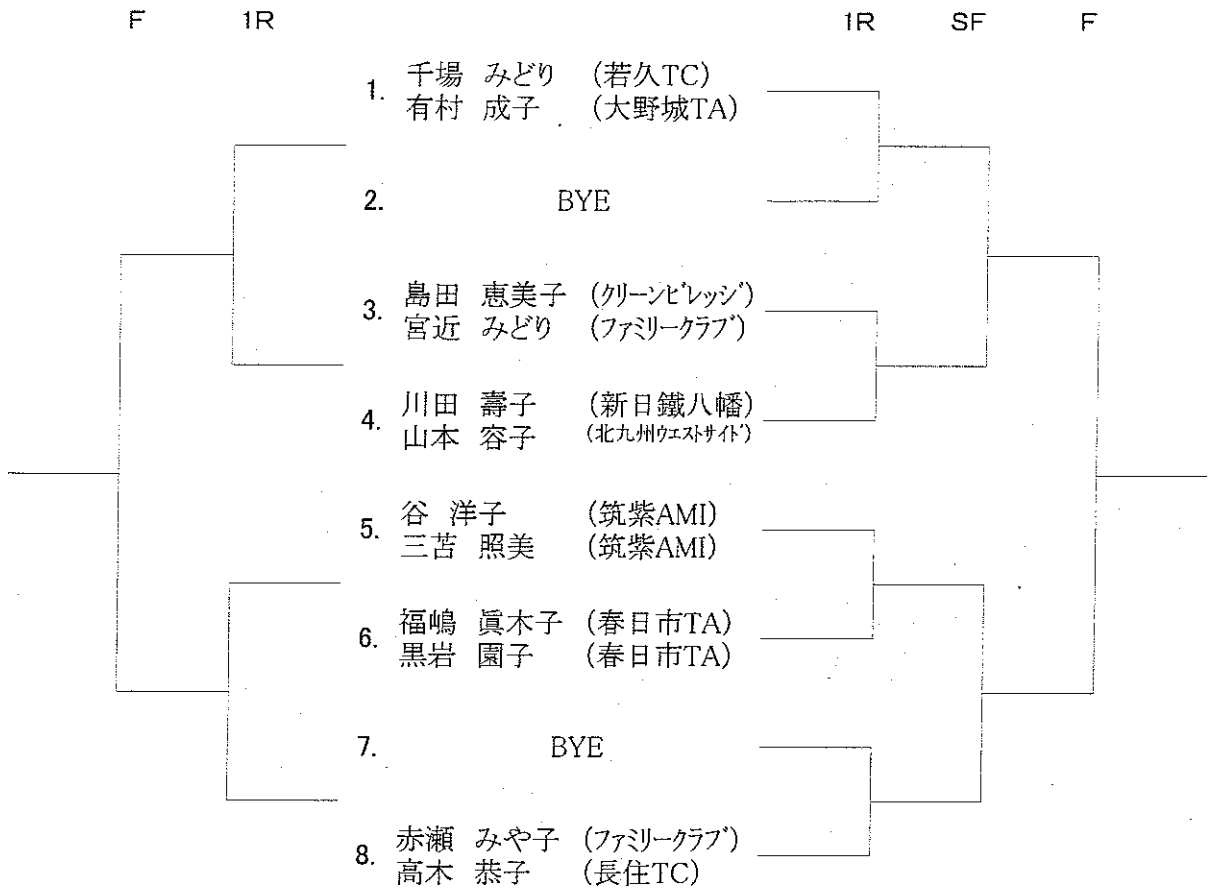 F 1R 1R SF F
1. 千場 みどり (若久TC)
有村 成子 (大野城TA)
2. BYE
3. 島田 恵美子 (クリーンビレッジ)
宮近 みどり (ファミリークラブ)
4. 川田 壽子 (新日鐵八幡)
山本 容子 (北九州ウエストサイド)
5. 谷 洋子 (筑紫AMI)
三苫 照美 (筑紫AMI)
6. 福嶋 眞木子 (春日市TA)
黒岩 園子 (春日市TA)
7. BYE
8. 赤瀬 みや子 (ファミリークラブ)
高木 恭子 (長住TC)